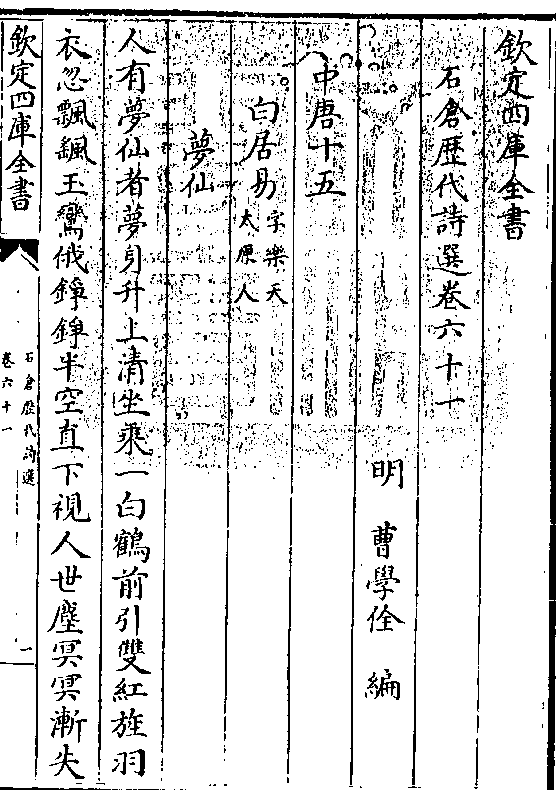 欽定四庫全書
石倉歴代詩選卷六十一
明 曹學佺 編
中唐十五
白居易字樂天
太原人
夢仙
人有夢仙者夢身升上清坐乘一白鶴前引雙紅旌羽
衣忽飄飄玉鸞俄錚錚半空直下視人世塵冥冥漸失
欽定四庫全書
石倉歴代詩選
卷六十一
一